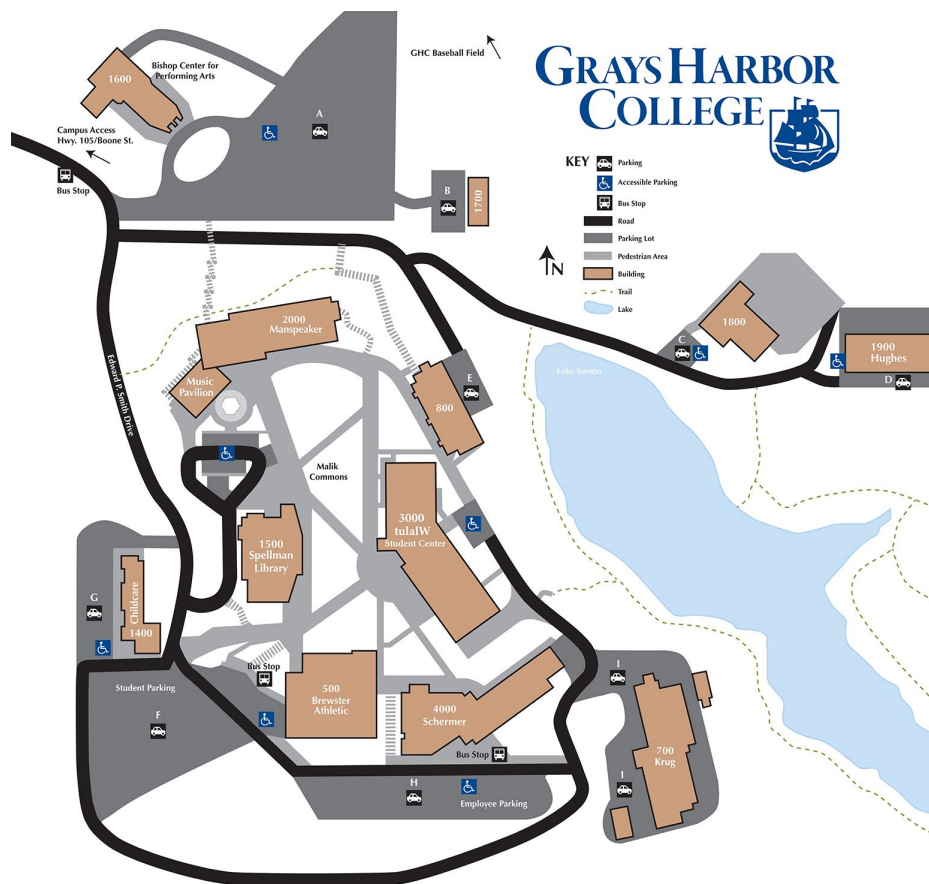 GRAYS HARBOR
COLLEGE
GHC Baseball Field
1600
Bishop Center for
Performing Arts
Campus Access
Hwy. 105/Boone St.
Bus Stop
A
B
1700
KEY
Parking
Accessible Parking
Bus Stop
Road
Parking Lot
Pedestrian Area
Building
Trail
Lake
N
2000
Manspeaker
Music
Pavilion
Edward P. Smith Drive
E
800
C
1800
1900
Hughes
D
Lake Swano
Malik
Commons
3000
tulalW
Student Center
1500
Spellman
Library
G
Childcare
1400
Student Parking
F
Bus Stop
500
Brewster
Athletic
4000
Schermer
Bus Stop
H
Employee Parking
I
700
Krug
I